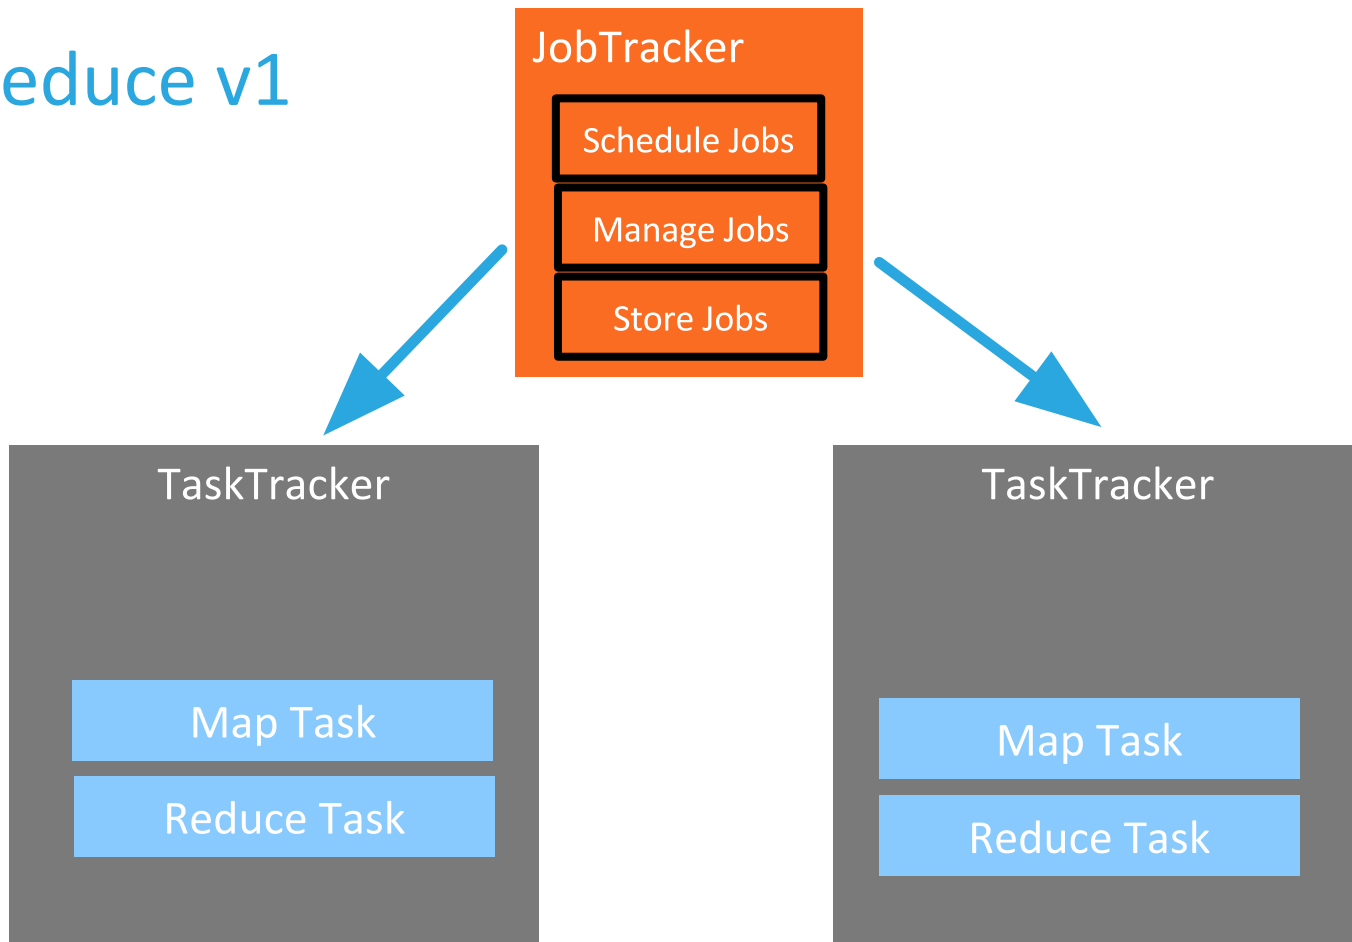 educe v1
JobTracker
Schedule Jobs
Manage Jobs
Store Jobs
TaskTracker
Map Task
Reduce Task
TaskTracker
Map Task
Reduce Task